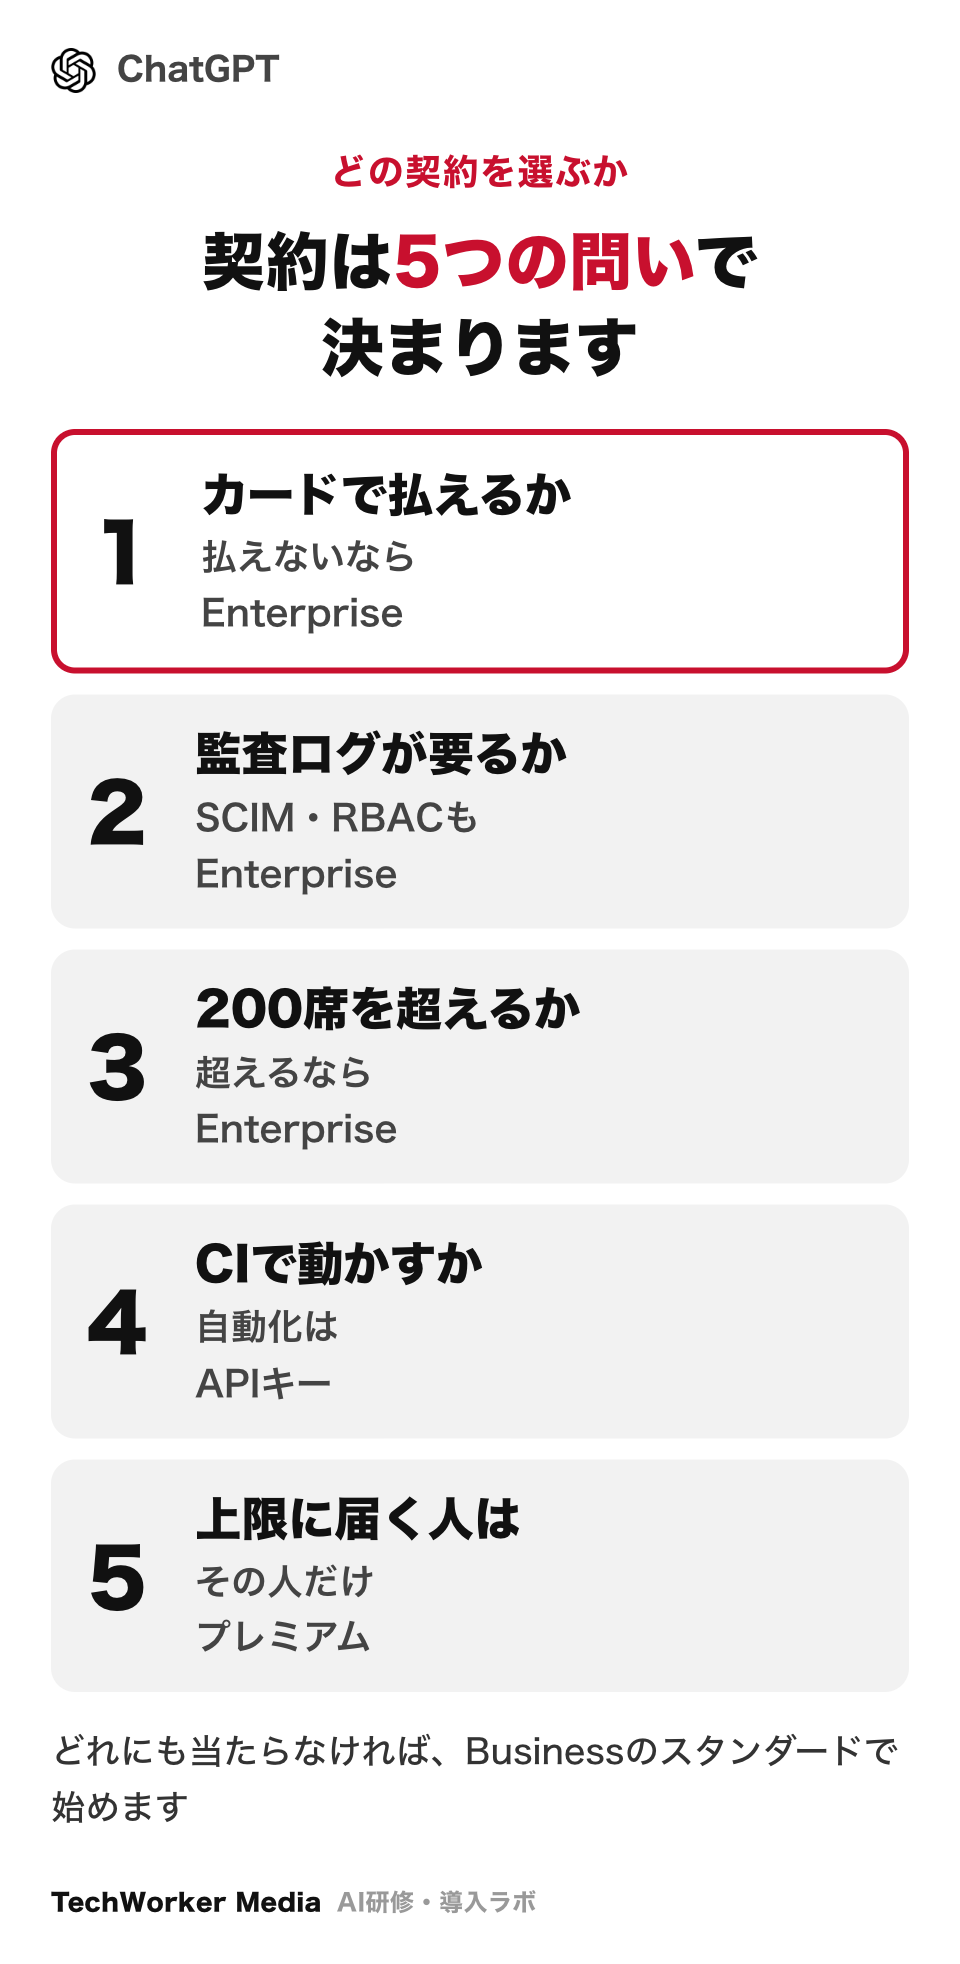 ChatGPT
どの契約を選ぶか
契約は5つの問いで
決まります
1
カードで払えるか
払えないなら
Enterprise
2
監査ログが要るか
SCIM・RBACも
Enterprise
3
200席を超えるか
超えるなら
Enterprise
4
CIで動かすか
自動化は
APIキー
5
上限に届く人は
その人だけ
プレミアム
どれにも当たらなければ、Businessのスタンダードで
始めます
TechWorker Media AI研修・導入ラボ